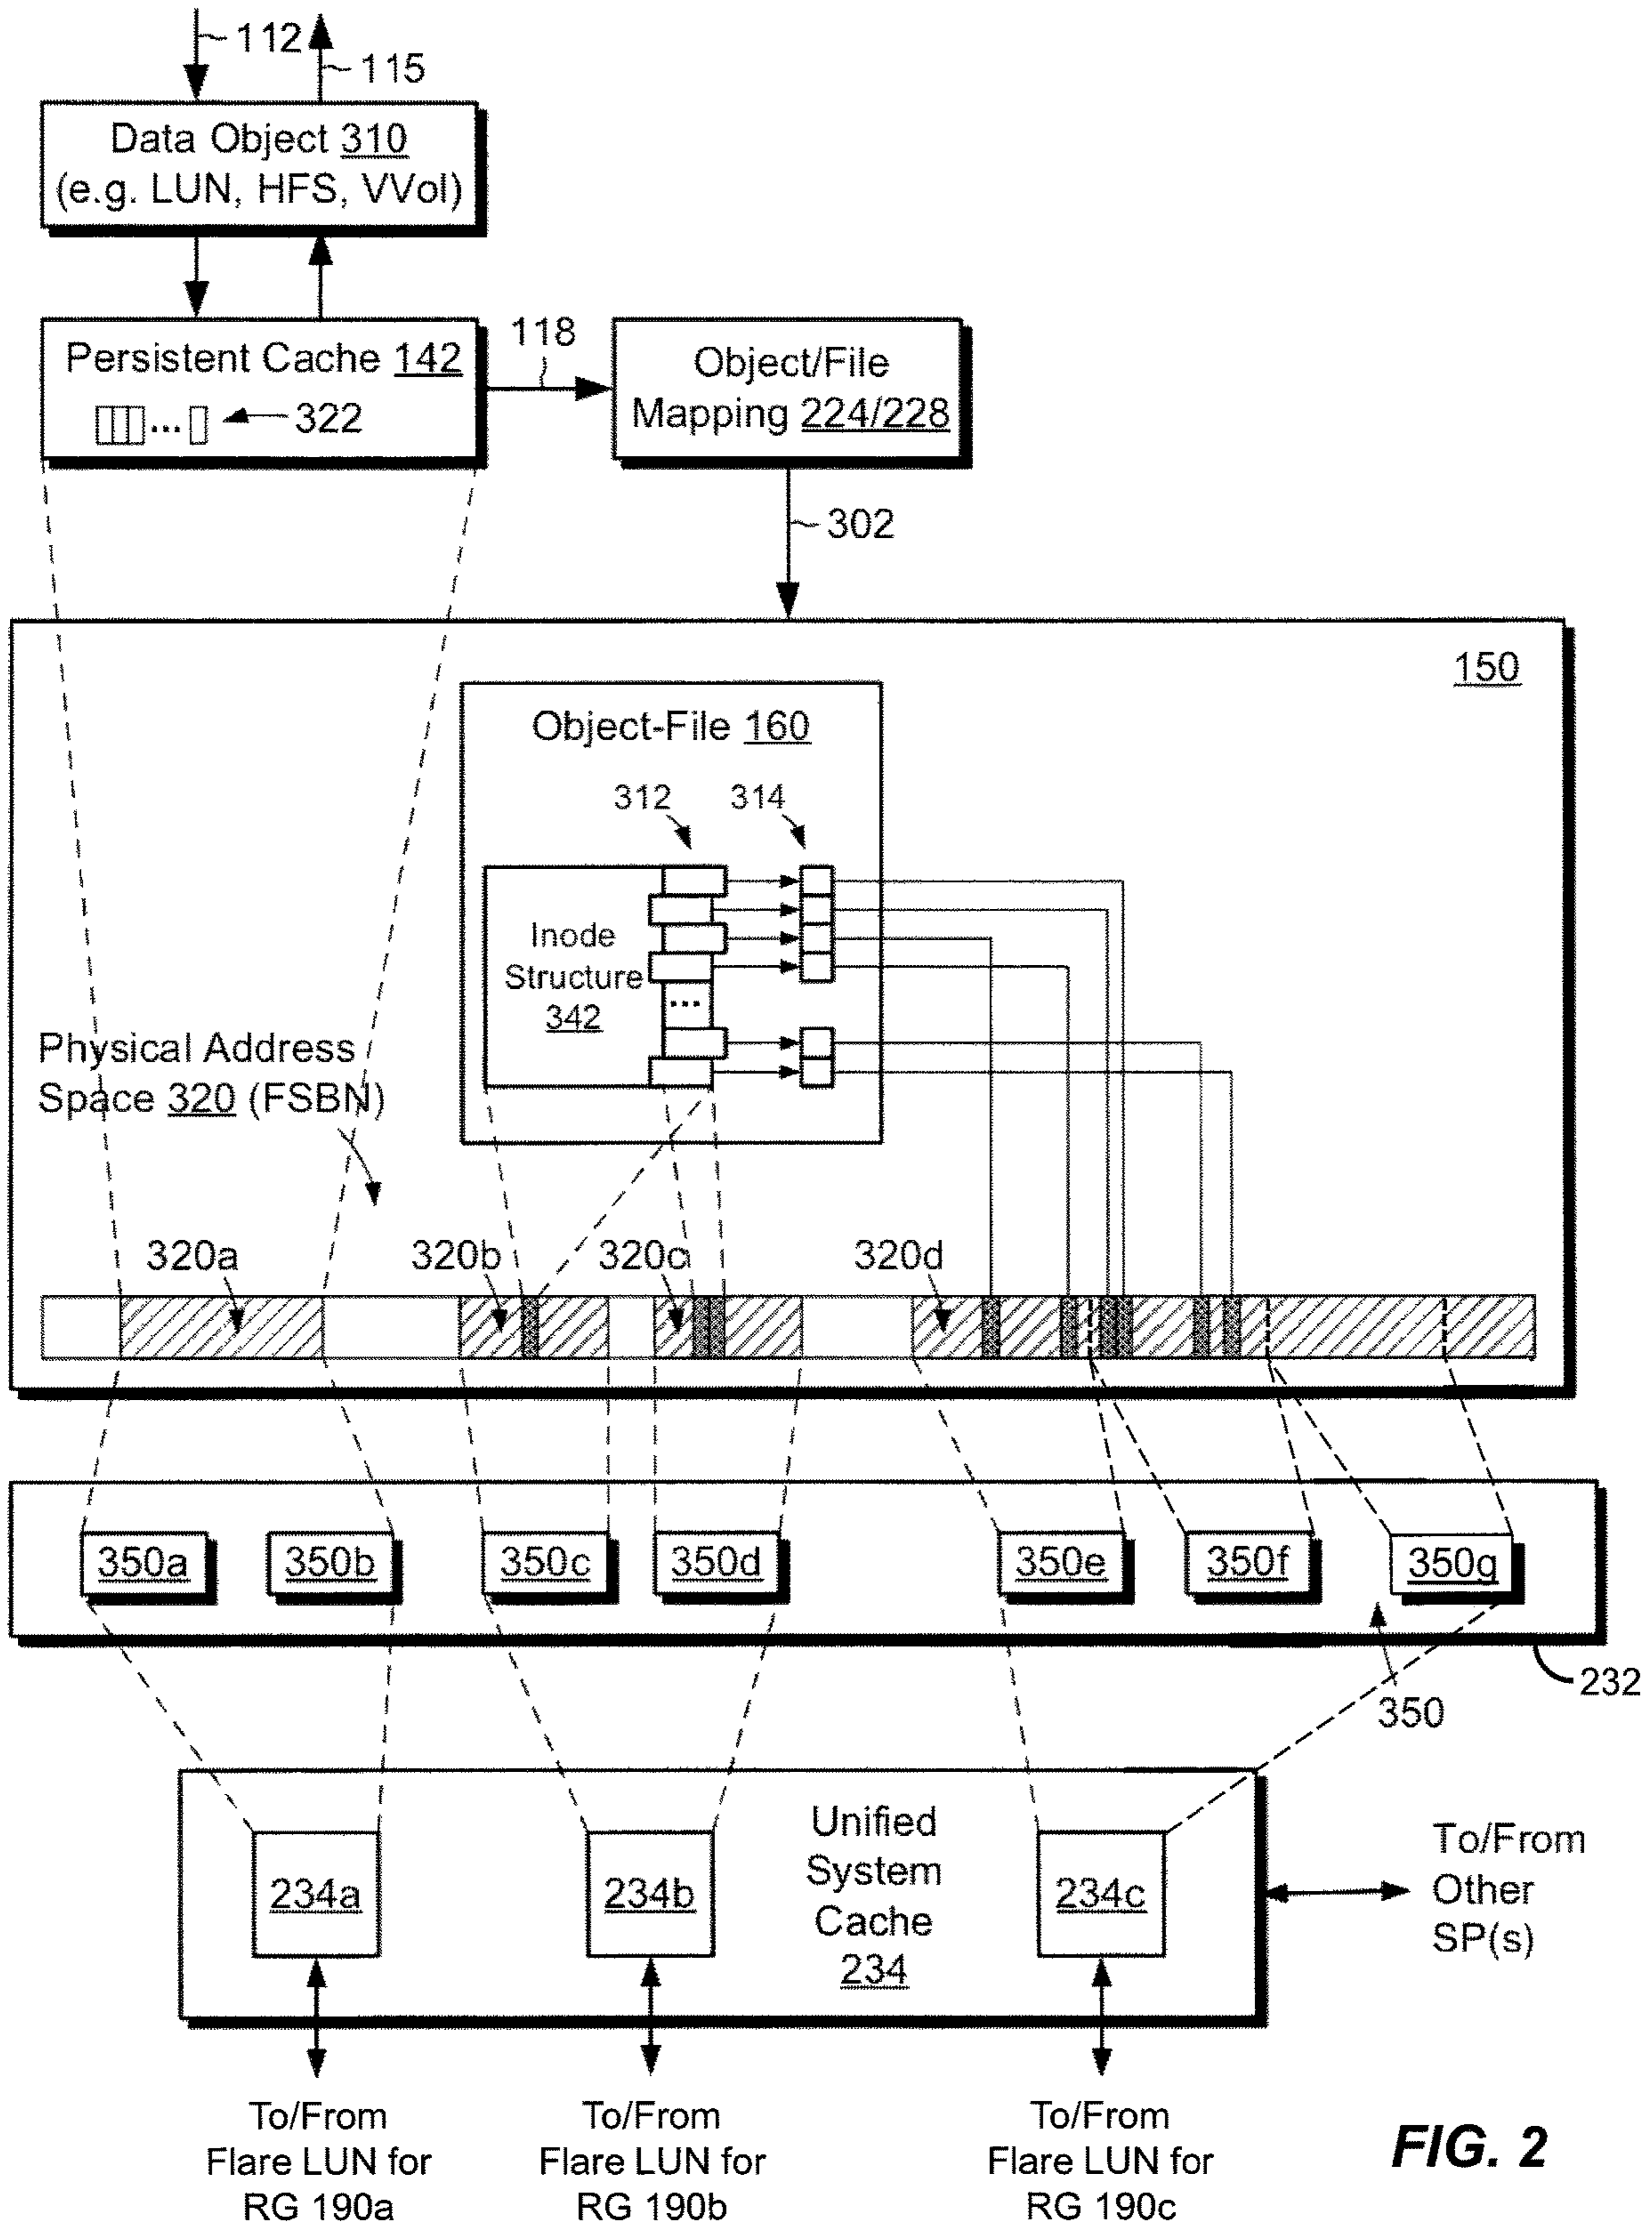 112
115
Data Object 310
(e.g. LUN, HFS, VVol)
Persistent Cache 142
... 322
118
Object/File
Mapping 224/228
302
150
Object-File 160
312
314
Inode
Structure
342
...
Physical Address
Space 320 (FSBN)
320a
320b
320c
320d
350a
350b
350c
350d
350e
350f
350g
232
350
Unified
System
Cache
234
234a
234b
234c
To/From
Other
SP(s)
To/From
Flare LUN for
RG 190a
To/From
Flare LUN for
RG 190b
To/From
Flare LUN for
RG 190c
FIG. 2